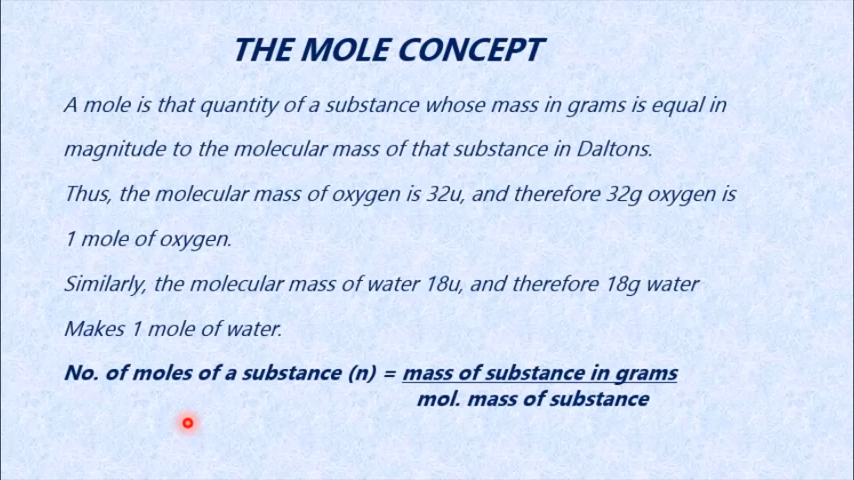 THE MOLE CONCEPT
A mole is that quantity of a substance whose mass in grams is equal in
magnitude to the molecular mass of that substance in Daltons.
Thus, the molecular mass of oxygen is 32u, and therefore 32g oxygen is
1 mole of oxygen.
Similarly, the molecular mass of water 18u, and therefore 18g water
Makes 1 mole of water.
No. of moles of a substance (n) = mass of substance in grams
mol. mass of substance